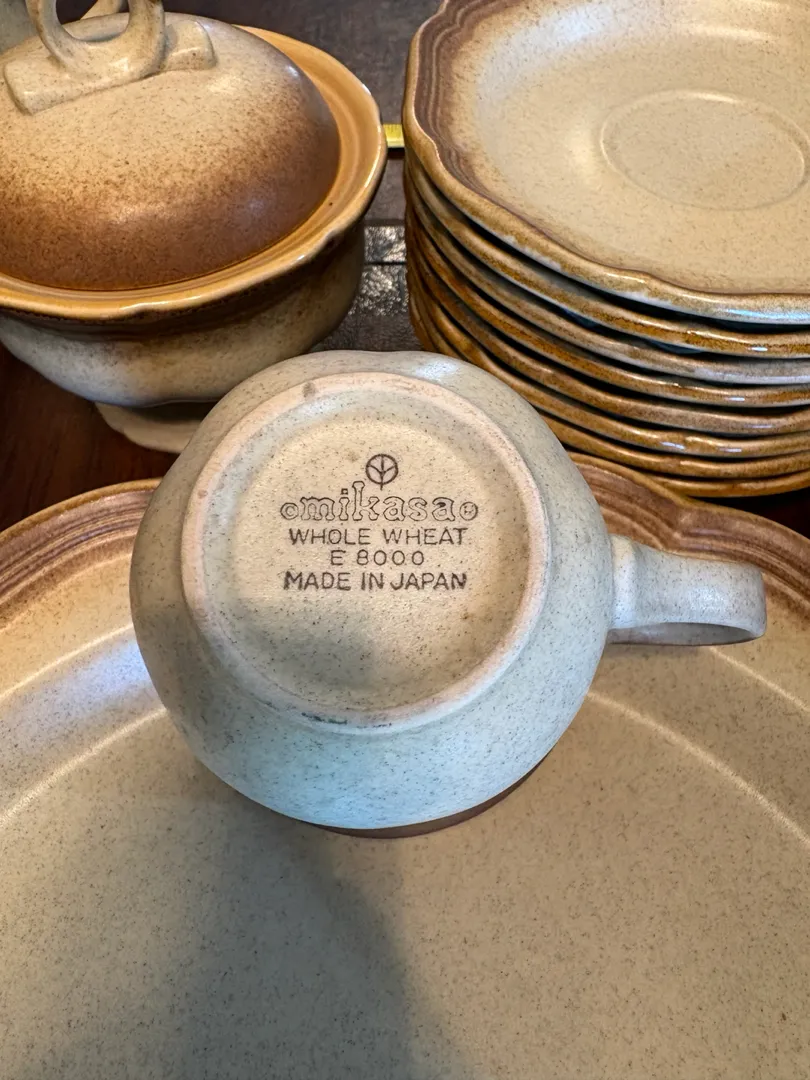 ©mikasa®
WHOLE WHEAT
E 8000
MADE IN JAPAN